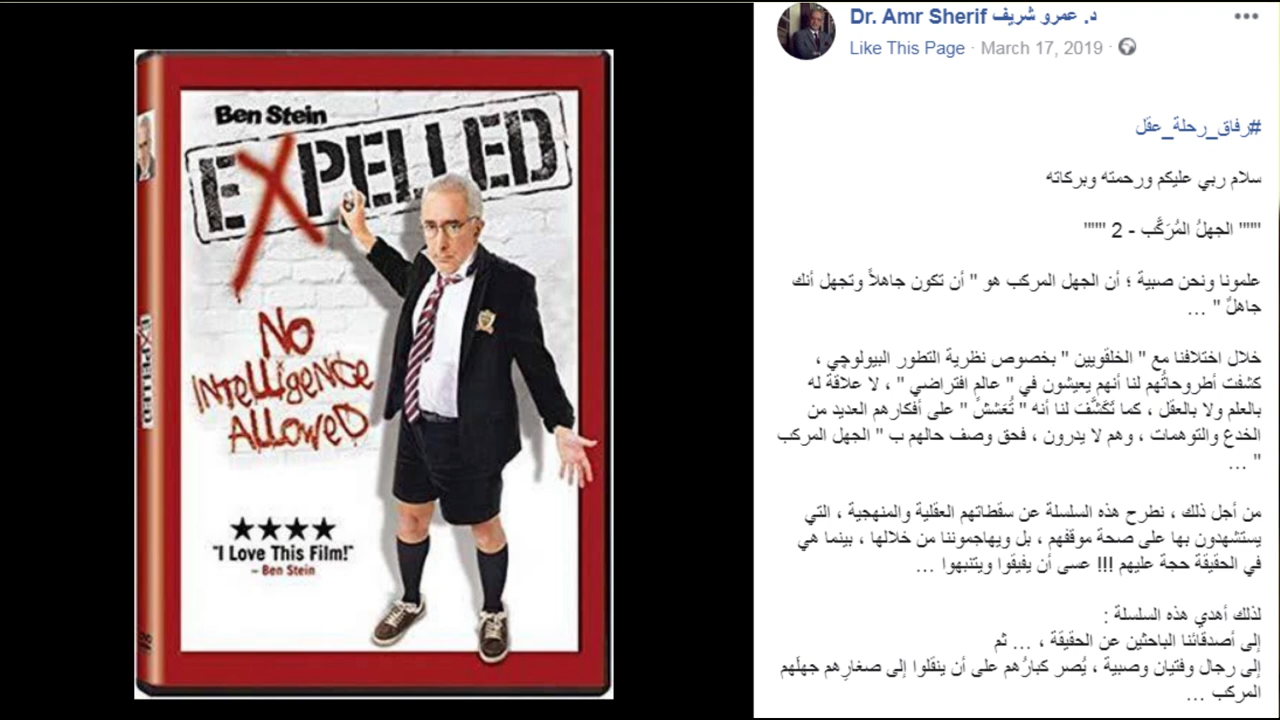 Ben Stein
EXPELLED
No
Intelligence
Allowed
★★★★
"I Love This Film!"
– Ben Stein
EXPELLED
Dr. Amr Sherif د. عمرو شريف
Like This Page · March 17, 2019 ·
#رفاق_رحلة_عقل
سلام ربي عليكم ورحمته وبركاته
""" الجهلُ المُرَكَّب - 2 """
علمونا ونحن صبية ؛ أن الجهل المركب هو " أن تكون جاهلاً وتجهل أنك
جاهلٌ " ...
خلال اختلافنا مع " الخلقويين " بخصوص نظرية التطور البيولوچي ،
كشفت أطروحاتُهم لنا أنهم يعيشون في " عالمٍ افتراضي " ، لا علاقة له
بالعلم ولا بالعقل ، كما تَكَشَّفَ لنا أنه " تُعَشش " على أفكارهم العديد من
الخدع والتوهمات ، وهم لا يدرون ، فحق وصف حالهم ب " الجهل المركب
" ...
من أجل ذلك ، نطرح هذه السلسلة عن سقطاتهم العقلية والمنهجية ، التي
يستشهدون بها على صحة موقفهم ، بل ويهاجموننا من خلالها ، بينما هي
في الحقيقة حجة عليهم !!! عسى أن يفيقوا ويتنبهوا ...
لذلك أهدي هذه السلسلة :
إلى أصدقائنا الباحثين عن الحقيقة ، ... ثم
إلى رجال وفتيان وصبية ، يُصر كبارُهم على أن ينقلوا إلى صغارِهم جهلَهم
المركب ...